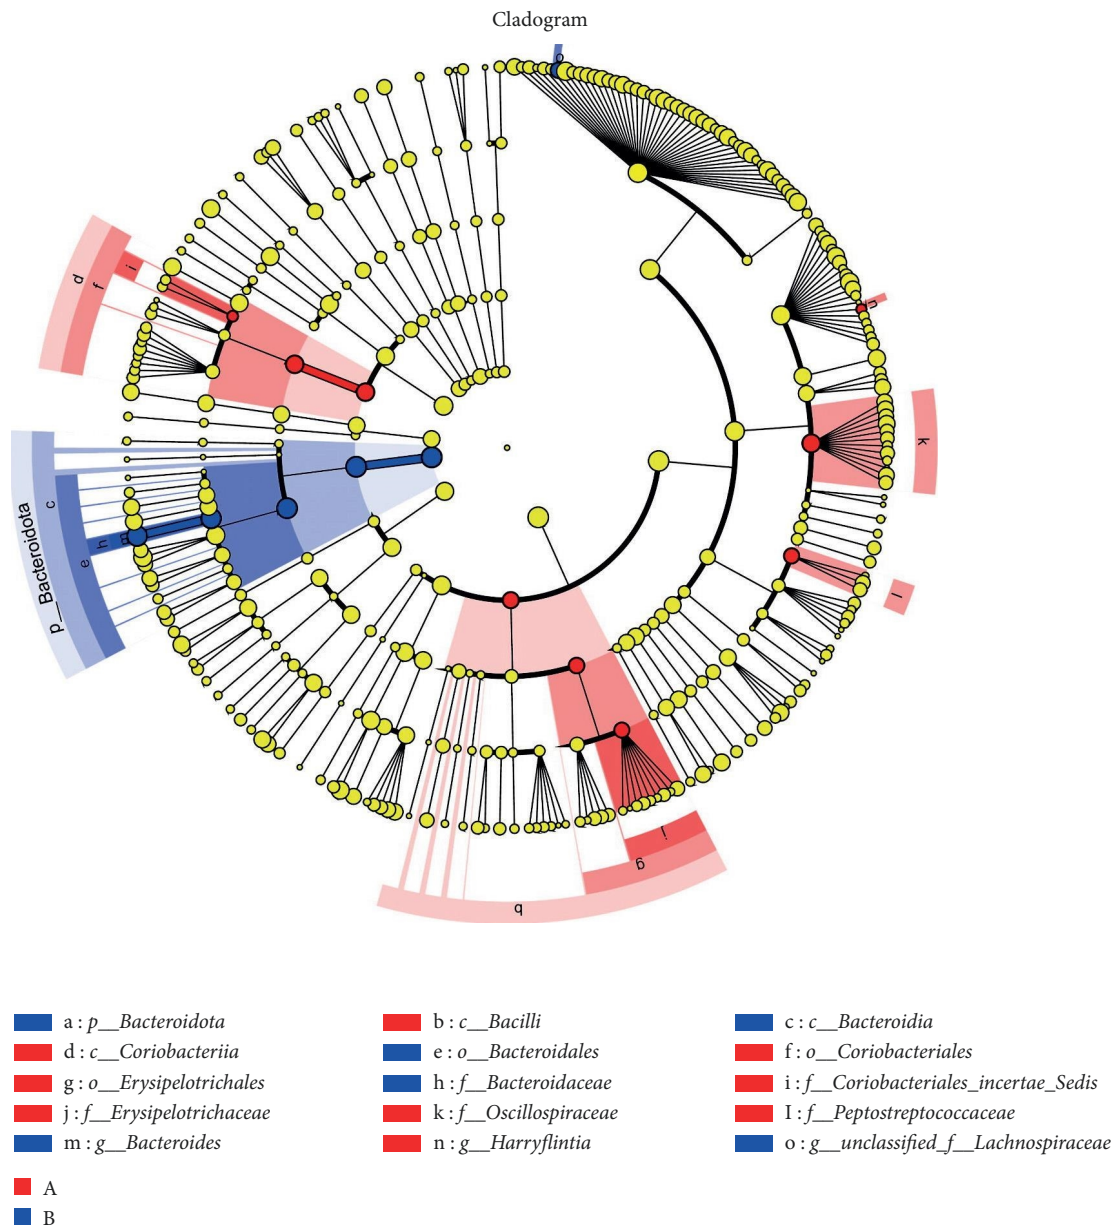 Cladogram
o
n
k
l
j
g
b
d
f
i
p__Bacteroidota
c
e
h
m
a : p__Bacteroidota
b : c__Bacilli
c : c__Bacteroidia
d : c__Coriobacteriia
e : o__Bacteroidales
f : o__Coriobacteriales
g : o__Erysipelotrichales
h : f__Bacteroidaceae
i : f__Coriobacteriales_incertae_Sedis
j : f__Erysipelotrichaceae
k : f__Oscillospiraceae
I : f__Peptostreptococcaceae
m : g__Bacteroides
n : g__Harryflintia
o : g__unclassified_f__Lachnospiraceae
A
B